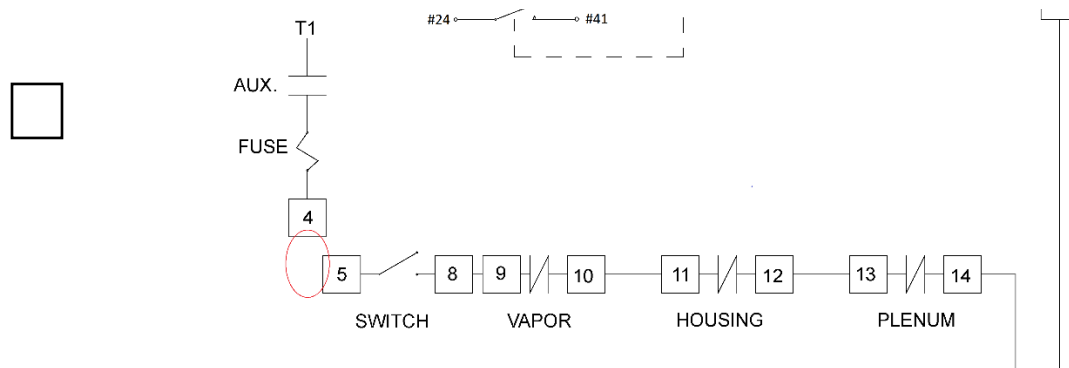 #24 #41
T1
AUX.
FUSE
4
5 8 9 10 11 12 13 14
SWITCH VAPOR HOUSING PLENUM